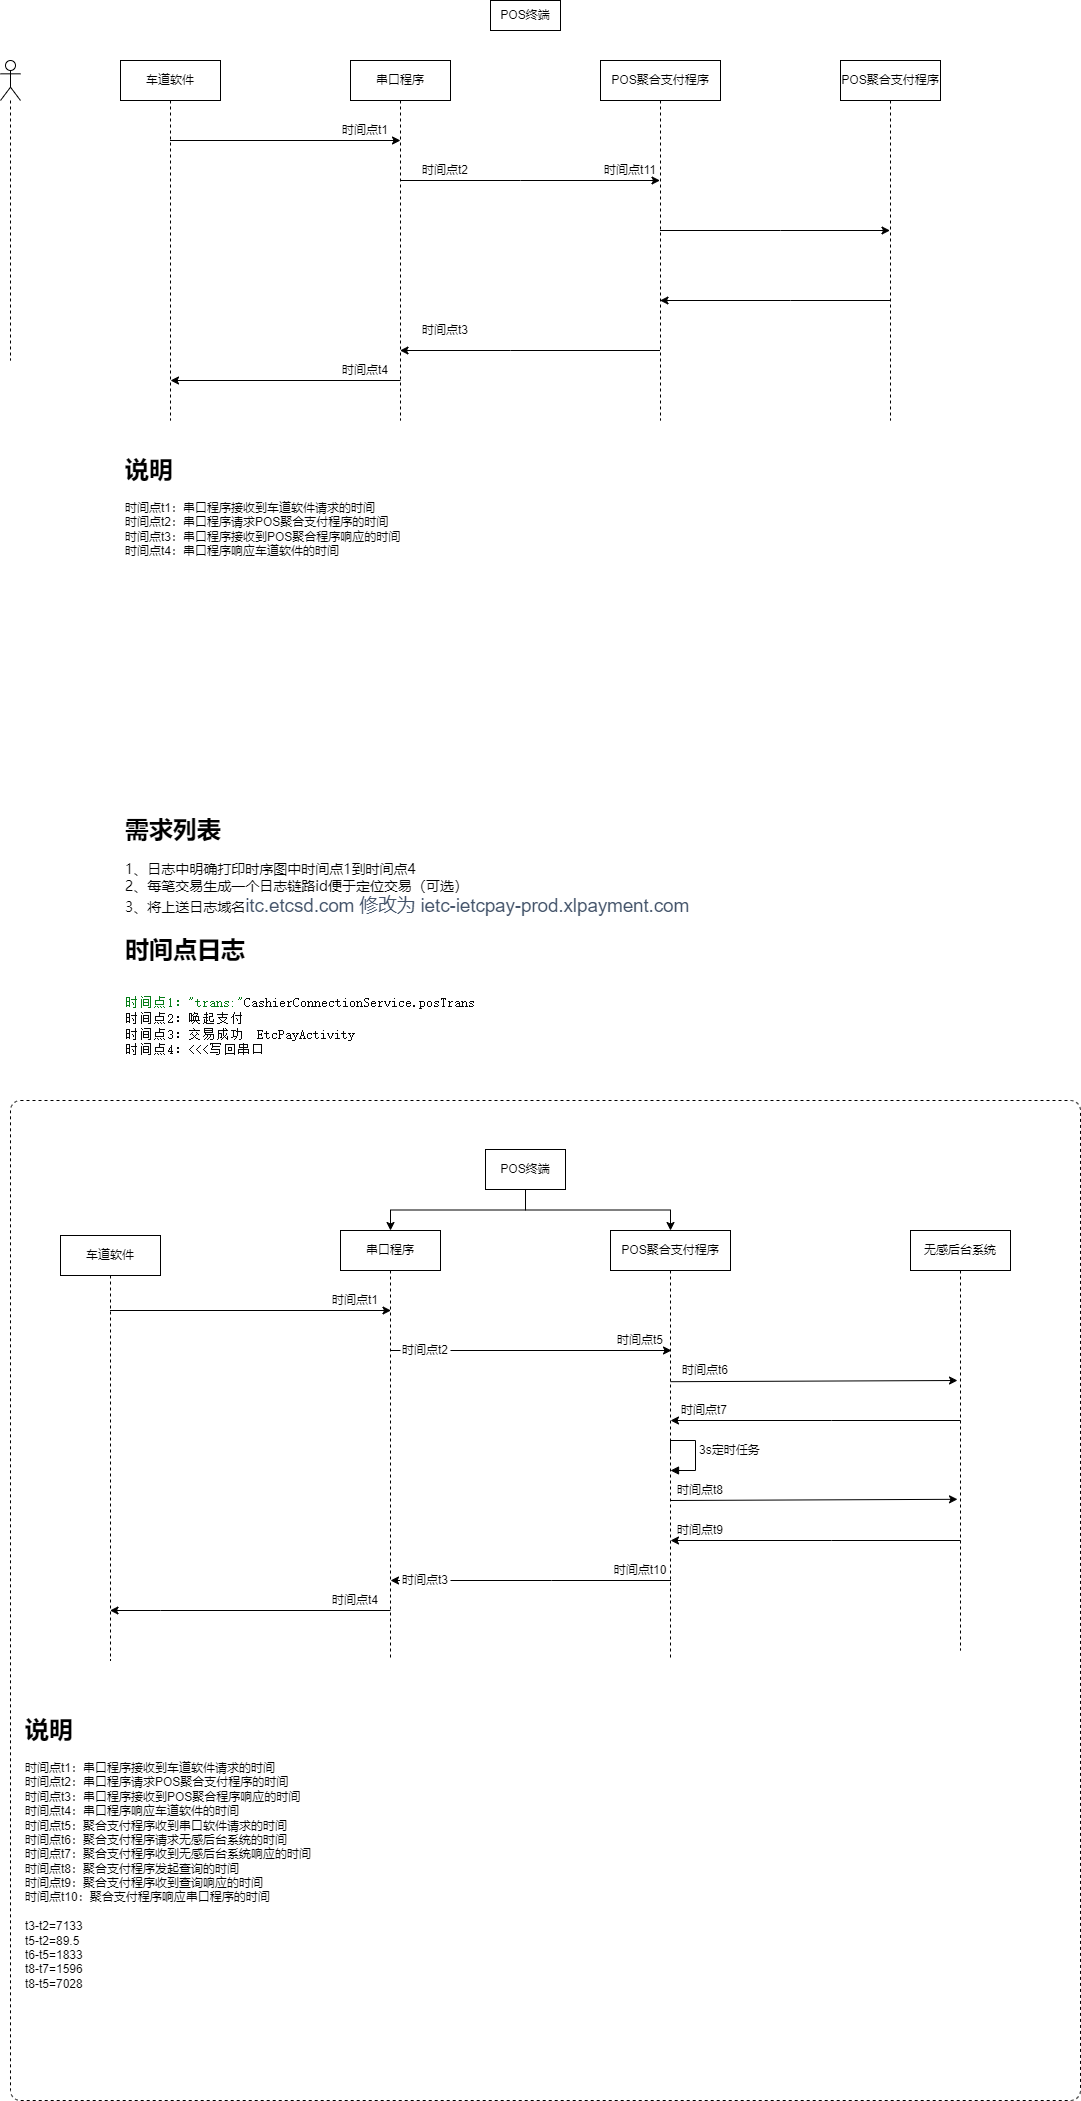 POS终端
车道软件
串口程序
POS聚合支付程序
POS聚合支付程序
时间点t1
时间点t2
时间点t11
时间点t3
时间点t4
说明
时间点t1：串口程序接收到车道软件请求的时间
时间点t2：串口程序请求POS聚合支付程序的时间
时间点t3：串口程序接收到POS聚合程序响应的时间
时间点t4：串口程序响应车道软件的时间
需求列表
1、日志中明确打印时序图中时间点1到时间点4
2、每笔交易生成一个日志链路id便于定位交易（可选）
3、将上送日志域名itc.etcsd.com 修改为 ietc-ietcpay-prod.xlpayment.com
时间点日志
时间点1："trans:"CashierConnectionService.posTrans
时间点2：唤起支付
时间点3：交易成功 EtcPayActivity
时间点4：<<<写回串口
POS终端
车道软件
串口程序
POS聚合支付程序
无感后台系统
时间点t1
时间点t2
时间点t5
时间点t6
时间点t7
3s定时任务
时间点t8
时间点t9
时间点t10
时间点t3
时间点t4
说明
时间点t1：串口程序接收到车道软件请求的时间
时间点t2：串口程序请求POS聚合支付程序的时间
时间点t3：串口程序接收到POS聚合程序响应的时间
时间点t4：串口程序响应车道软件的时间
时间点t5：聚合支付程序收到串口软件请求的时间
时间点t6：聚合支付程序请求无感后台系统的时间
时间点t7：聚合支付程序收到无感后台系统响应的时间
时间点t8：聚合支付程序发起查询的时间
时间点t9：聚合支付程序收到查询响应的时间
时间点t10：聚合支付程序响应串口程序的时间
t3-t2=7133
t5-t2=89.5
t6-t5=1833
t8-t7=1596
t8-t5=7028